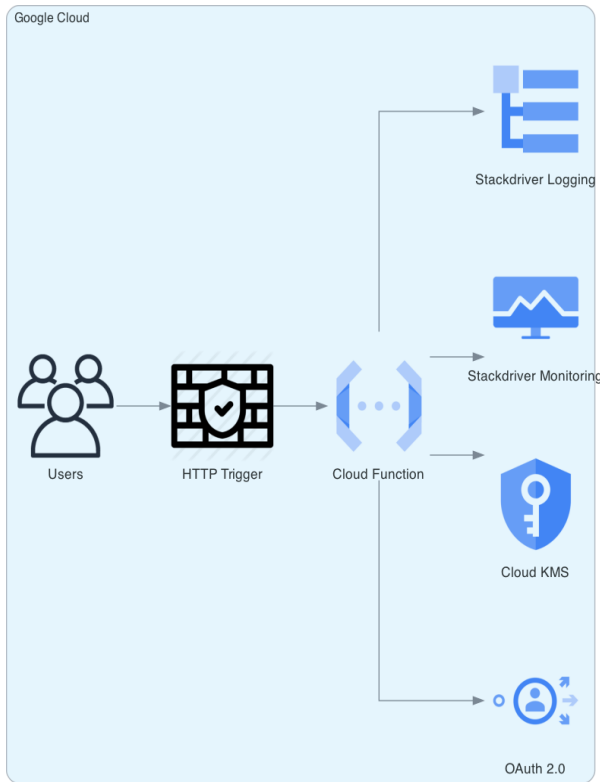 Google Cloud
Stackdriver Logging
Stackdriver Monitoring
Users
HTTP Trigger
Cloud Function
Cloud KMS
OAuth 2.0